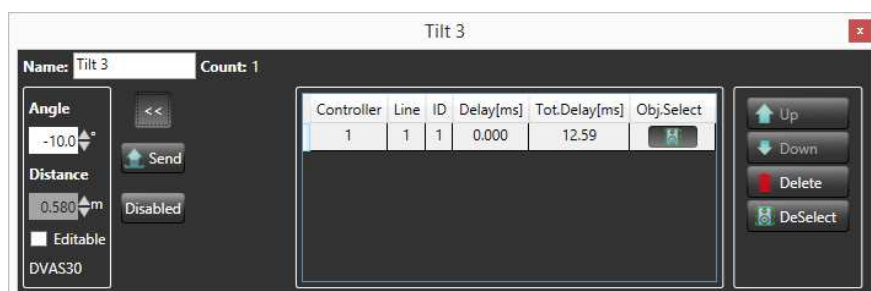 Tilt 3
x
Name: Tilt 3 Count: 1
Angle
-10.0 °
Distance
0.580 m
Editable
DVAS30
<<
Send
Disabled
Controller Line ID Delay[ms] Tot.Delay[ms] Obj.Select
1 1 1 0.000 12.59
Up
Down
Delete
DeSelect